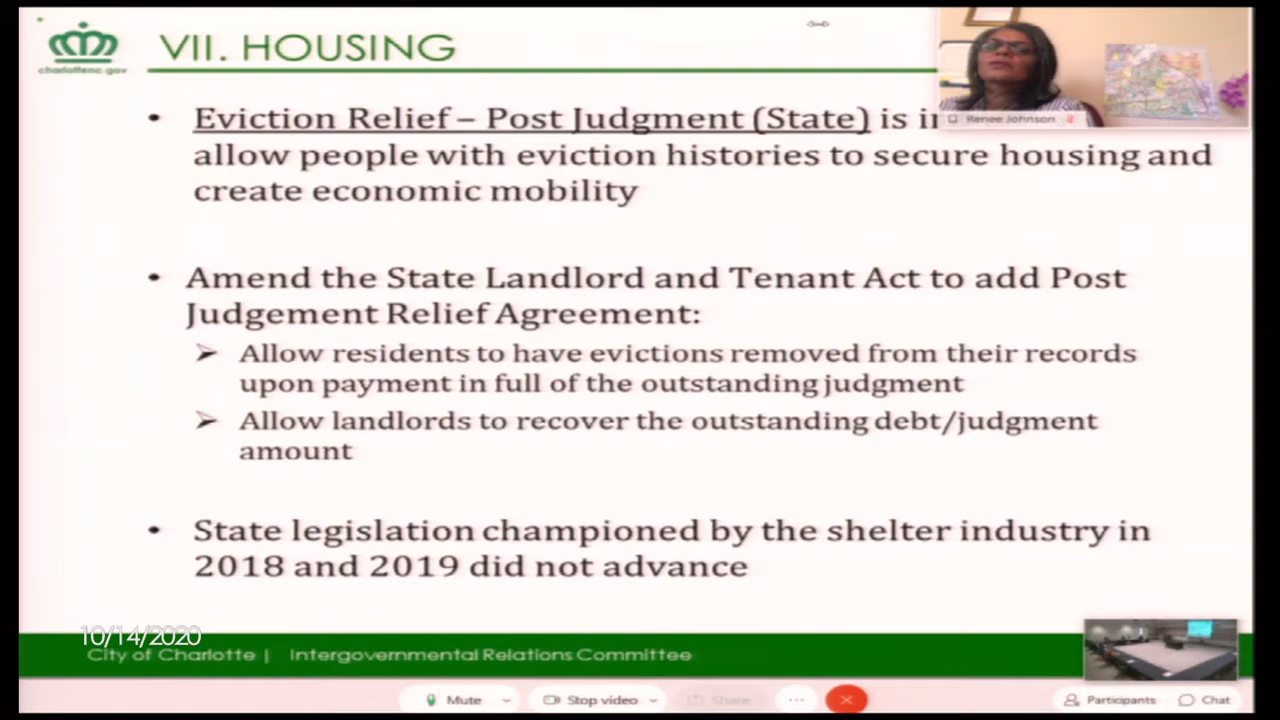 VII. HOUSING
charlottenc.gov
Renee Johnson
• Eviction Relief – Post Judgment (State) is
allow people with eviction histories to secure housing and
create economic mobility
• Amend the State Landlord and Tenant Act to add Post
Judgement Relief Agreement:
➢ Allow residents to have evictions removed from their records
upon payment in full of the outstanding judgment
➢ Allow landlords to recover the outstanding debt/judgment
amount
• State legislation championed by the shelter industry in
2018 and 2019 did not advance
10/14/2020
City of Charlotte | Intergovernmental Relations Committee
Mute
Stop video
Share
Participants
Chat